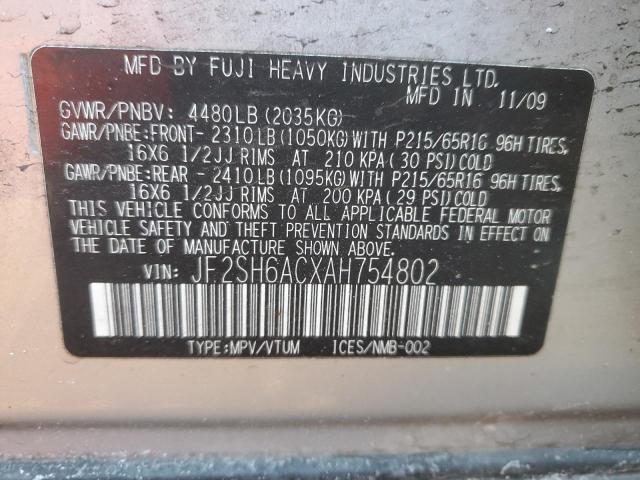 MFD BY FUJI HEAVY INDUSTRIES LTD.
MFD IN 11/09
GVWR/PNBV: 4480LB(2035KG)
GAWR/PNBE:FRONT- 2310LB(1050KG)WITH P215/65R16 96H TIRES,
16X6 1/2JJ RIMS AT 210 KPA(30 PSI)COLD
GAWR/PNBE:REAR - 2410LB(1095KG)WITH P215/65R16 96H TIRES,
16X6 1/2JJ RIMS AT 200 KPA(29 PSI)COLD
THIS VEHICLE CONFORMS TO ALL APPLICABLE FEDERAL MOTOR
VEHICLE SAFETY AND THEFT PREVENTION STANDARDS IN EFFECT
ON THE DATE OF MANUFACTURE SHOWN ABOVE.
VIN: JF2SH6ACXAH754802
TYPE:MPV/VTUM ICES/NMB-002